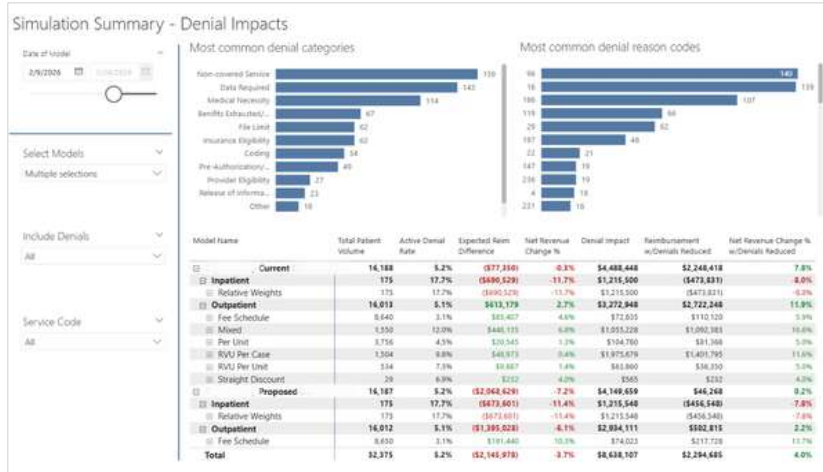 Simulation Summary - Denial Impacts
Date of Model
2/9/2026
Select Models
Multiple selections
Include Denials
All
Service Code
All
Most common denial categories
Non-covered Service
Data Required 143
Medical Necessity 114
Benefits Exhausted/... 67
File Limit 62
Insurance Eligibility 62
Coding 54
Pre-Authorization/... 49
Provider Eligibility 27
Release of Informa... 23
Other 18
Most common denial reason codes
96 140
16 139
107
119 66
29 62
197 46
22 21
147 19
236 19
4 18
231 16
Model Name Total Patient Volume Active Denial Rate Expected Reim Difference Net Revenue Change % Denial Impact Reimbursement w/Denials Reduced Net Revenue Change % w/Denials Reduced
Current 16,188 5.2% ($77,350) -0.3% $4,488,448 $2,248,418 7.8%
Inpatient 175 17.7% ($690,529) -11.7% $1,215,500 ($473,831) -8.0%
Relative Weights 175 17.7% ($690,529) -11.7% $1,215,500 ($473,831) -8.0%
Outpatient 16,013 5.1% $613,179 2.7% $3,272,948 $2,722,248 11.9%
Fee Schedule 8,640 3.1% $83,407 4.6% $72,835 $110,120 5.9%
Mixed 1,550 12.0% 6.8% $1,055,228 $1,092,383 10.6%
Per Unit 3,756 4.5% $20,545 1.3% $104,780 $81,368 5.0%
RVU Per Case 1,504 9.8% $48,973 0.4% $1,975,679 $1,401,795 11.6%
RVU Per Unit 534 7.3% $9,887 1.4% $63,860 $36,350 5.0%
Straight Discount 29 6.9% $232 4.0% $565 $232 4.0%
Proposed 16,187 5.2% ($2,068,629) -7.2% $4,149,659 $46,268 0.2%
Inpatient 175 17.7% ($673,601) -11.4% $1,215,548 ($456,548) -7.8%
Relative Weights 175 17.7% ($673,601) -11.4% $1,215,548 ($456,548) -7.8%
Outpatient 16,012 5.1% ($1,395,028) -6.1% $2,934,111 $502,815 2.2%
Fee Schedule 8,650 3.1% $191,440 10.3% $74,023 $217,728 11.7%
Total 32,375 5.2% ($2,145,978) -3.7% $8,638,107 $2,294,685 4.0%